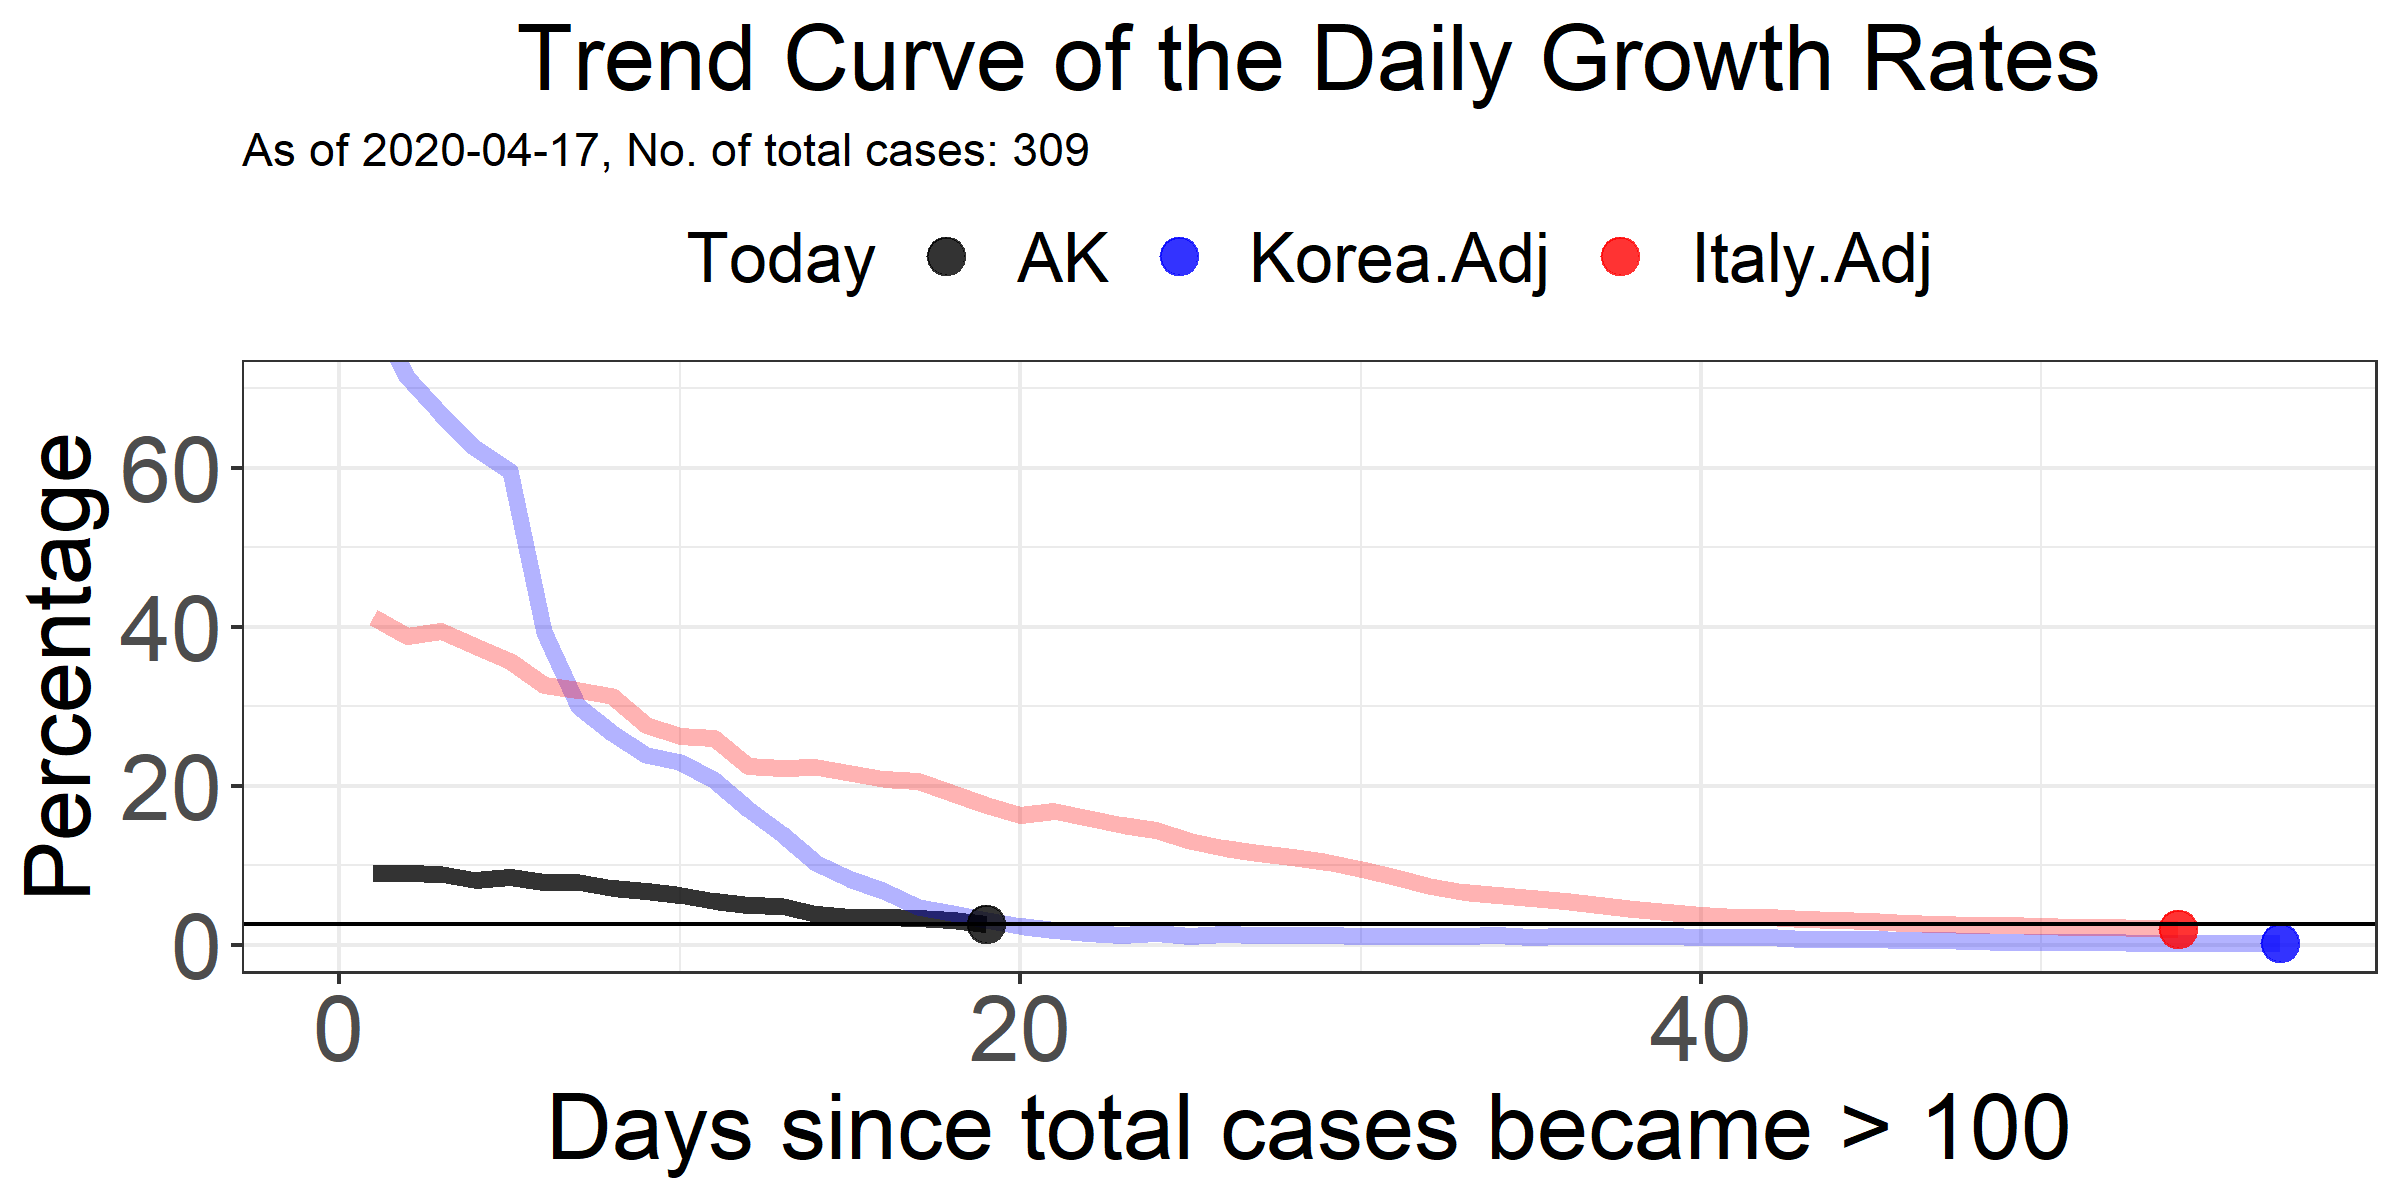 Trend Curve of the Daily Growth Rates
As of 2020-04-17, No. of total cases: 309
Today AK Korea.Adj Italy.Adj
Percentage
60
40
20
0
0 20 40
Days since total cases became > 100